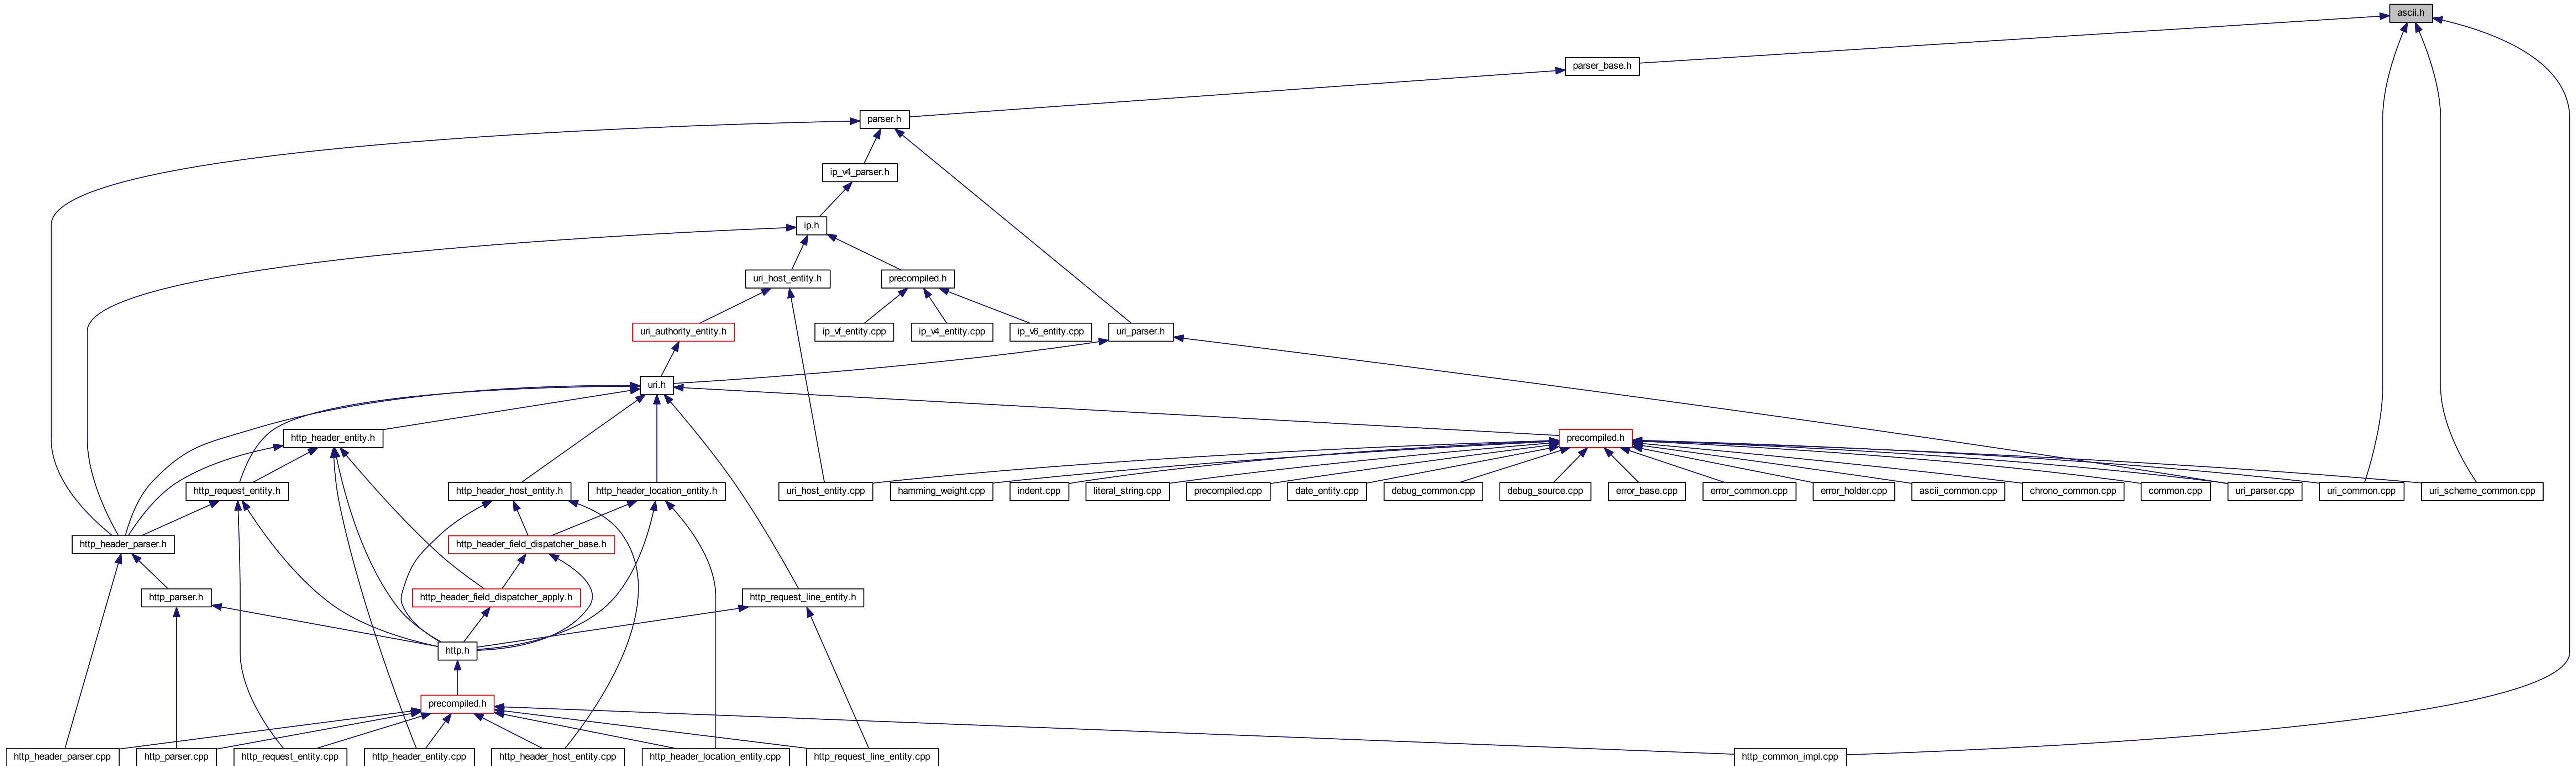 ascii.h
parser_base.h
parser.h
ip_v4_parser.h
ip.h
uri_host_entity.h
precompiled.h
uri_authority_entity.h
ip_vf_entity.cpp
ip_v4_entity.cpp
ip_v6_entity.cpp
uri_parser.h
uri.h
http_header_entity.h
precompiled.h
http_request_entity.h
http_header_host_entity.h
http_header_location_entity.h
uri_host_entity.cpp
hamming_weight.cpp
indent.cpp
literal_string.cpp
precompiled.cpp
date_entity.cpp
debug_common.cpp
debug_source.cpp
error_base.cpp
error_common.cpp
error_holder.cpp
ascii_common.cpp
chrono_common.cpp
common.cpp
uri_parser.cpp
uri_common.cpp
uri_scheme_common.cpp
http_header_parser.h
http_header_field_dispatcher_base.h
http_parser.h
http_header_field_dispatcher_apply.h
http_request_line_entity.h
http.h
precompiled.h
http_header_parser.cpp
http_parser.cpp
http_request_entity.cpp
http_header_entity.cpp
http_header_host_entity.cpp
http_header_location_entity.cpp
http_request_line_entity.cpp
http_common_impl.cpp